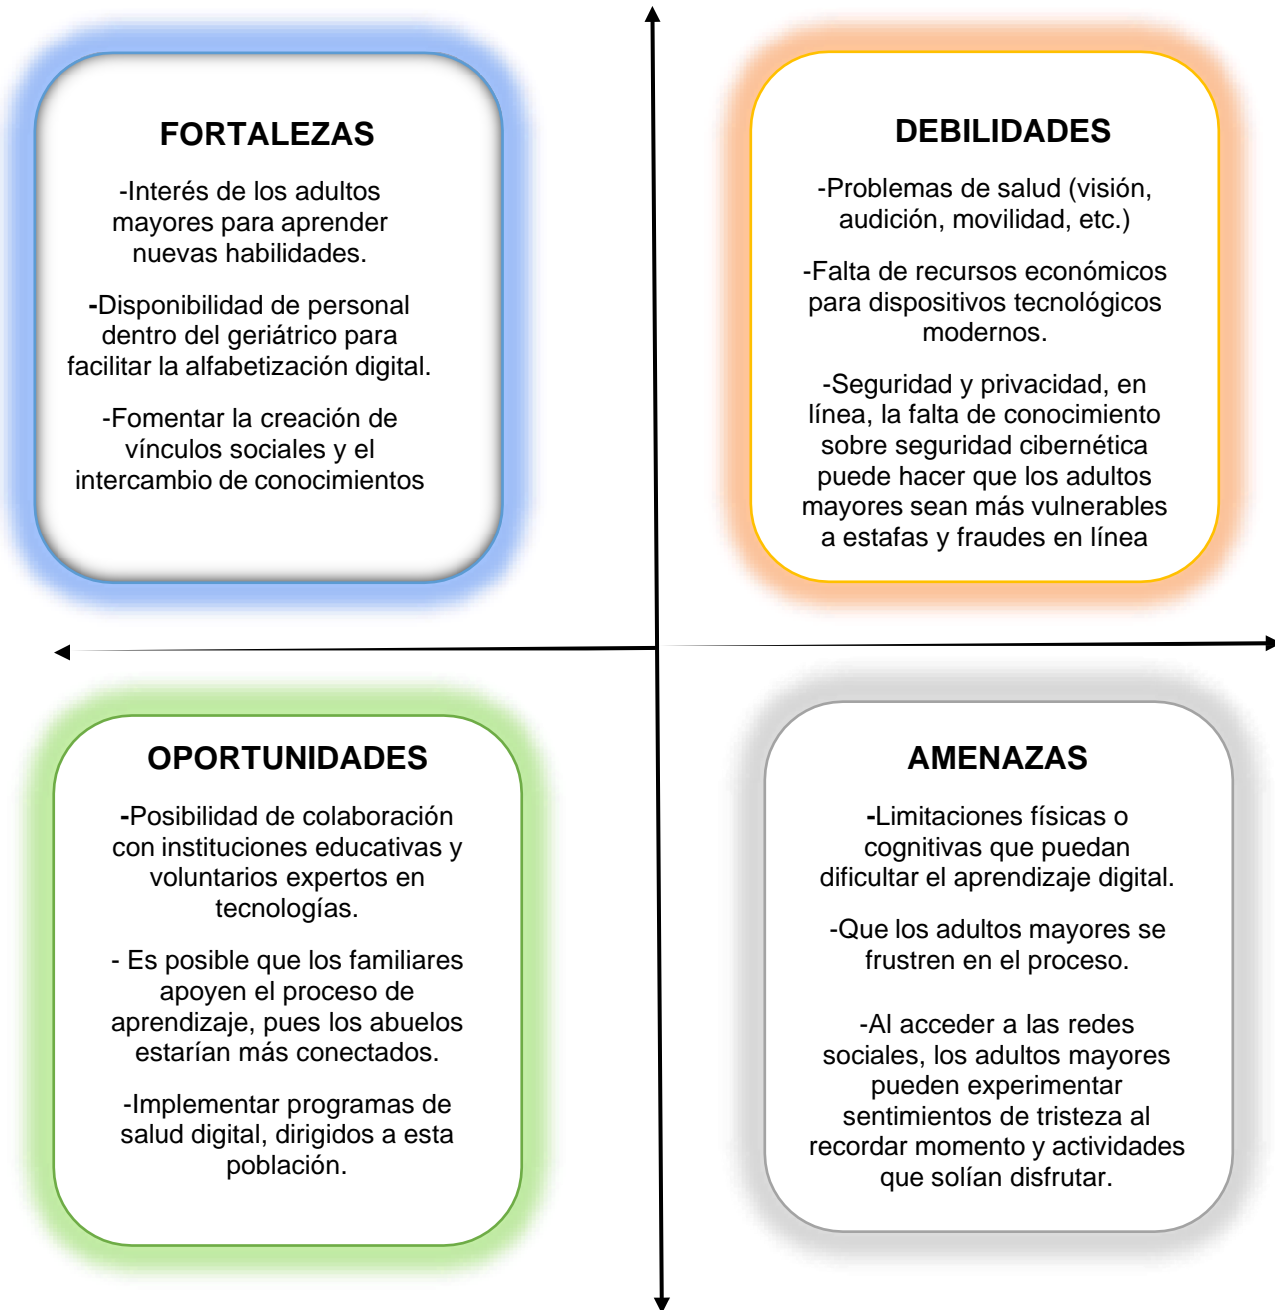 FORTALEZAS
-Interés de los adultos
mayores para aprender
nuevas habilidades.
-Disponibilidad de personal
dentro del geriátrico para
facilitar la alfabetización digital.
-Fomentar la creación de
vínculos sociales y el
intercambio de conocimientos
DEBILIDADES
-Problemas de salud (visión,
audición, movilidad, etc.)
-Falta de recursos económicos
para dispositivos tecnológicos
modernos.
-Seguridad y privacidad, en
línea, la falta de conocimiento
sobre seguridad cibernética
puede hacer que los adultos
mayores sean más vulnerables
a estafas y fraudes en línea
OPORTUNIDADES
-Posibilidad de colaboración
con instituciones educativas y
voluntarios expertos en
tecnologías.
- Es posible que los familiares
apoyen el proceso de
aprendizaje, pues los abuelos
estarían más conectados.
-Implementar programas de
salud digital, dirigidos a esta
población.
AMENAZAS
-Limitaciones físicas o
cognitivas que puedan
dificultar el aprendizaje digital.
-Que los adultos mayores se
frustren en el proceso.
-Al acceder a las redes
sociales, los adultos mayores
pueden experimentar
sentimientos de tristeza al
recordar momento y actividades
que solían disfrutar.